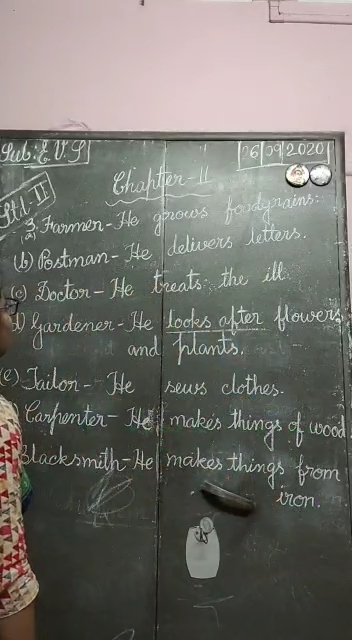 Sub: E.V.S
26 09 2020
Std. II
Chapter - 11
3. (a) Farmer - He grows foodgrains.
(b) Postman - He delivers letters.
(c) Doctor - He treats the ill.
d) Gardener - He looks after flowers
and plants.
(e) Tailor - He sews clothes.
Carpenter - He makes things of wood
Blacksmith - He makes things from
iron.